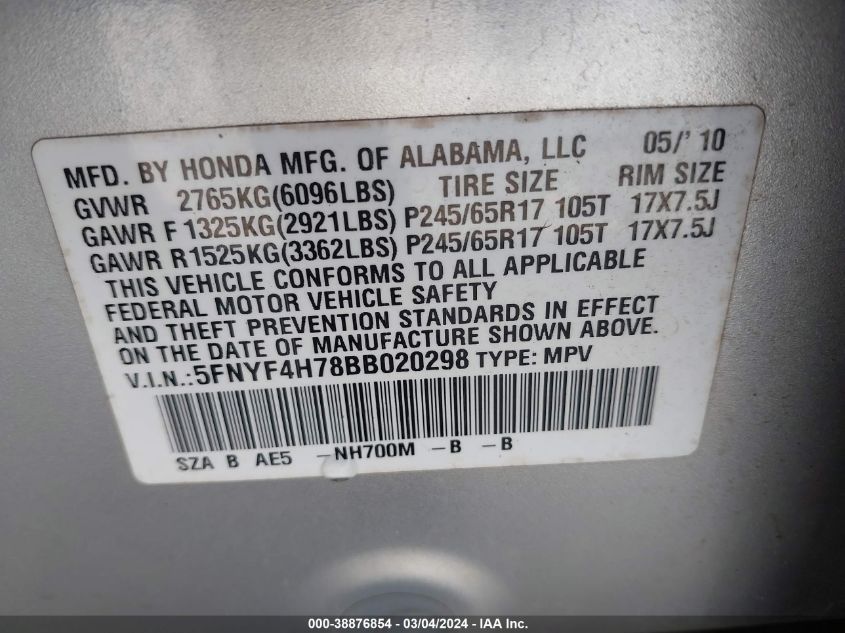 MFD. BY HONDA MFG. OF ALABAMA, LLC 05/' 10
GVWR 2765KG(6096LBS) TIRE SIZE RIM SIZE
GAWR F 1325KG(2921LBS) P245/65R17 105T 17X7.5J
GAWR R1525KG(3362LBS) P245/65R17 105T 17X7.5J
THIS VEHICLE CONFORMS TO ALL APPLICABLE
FEDERAL MOTOR VEHICLE SAFETY
AND THEFT PREVENTION STANDARDS IN EFFECT
ON THE DATE OF MANUFACTURE SHOWN ABOVE.
V.I.N.:5FNYF4H78BB020298 TYPE: MPV
SZA B AE5 -NH700M -B -B
000-38876854 | 03/04/2024 - IAA Inc.